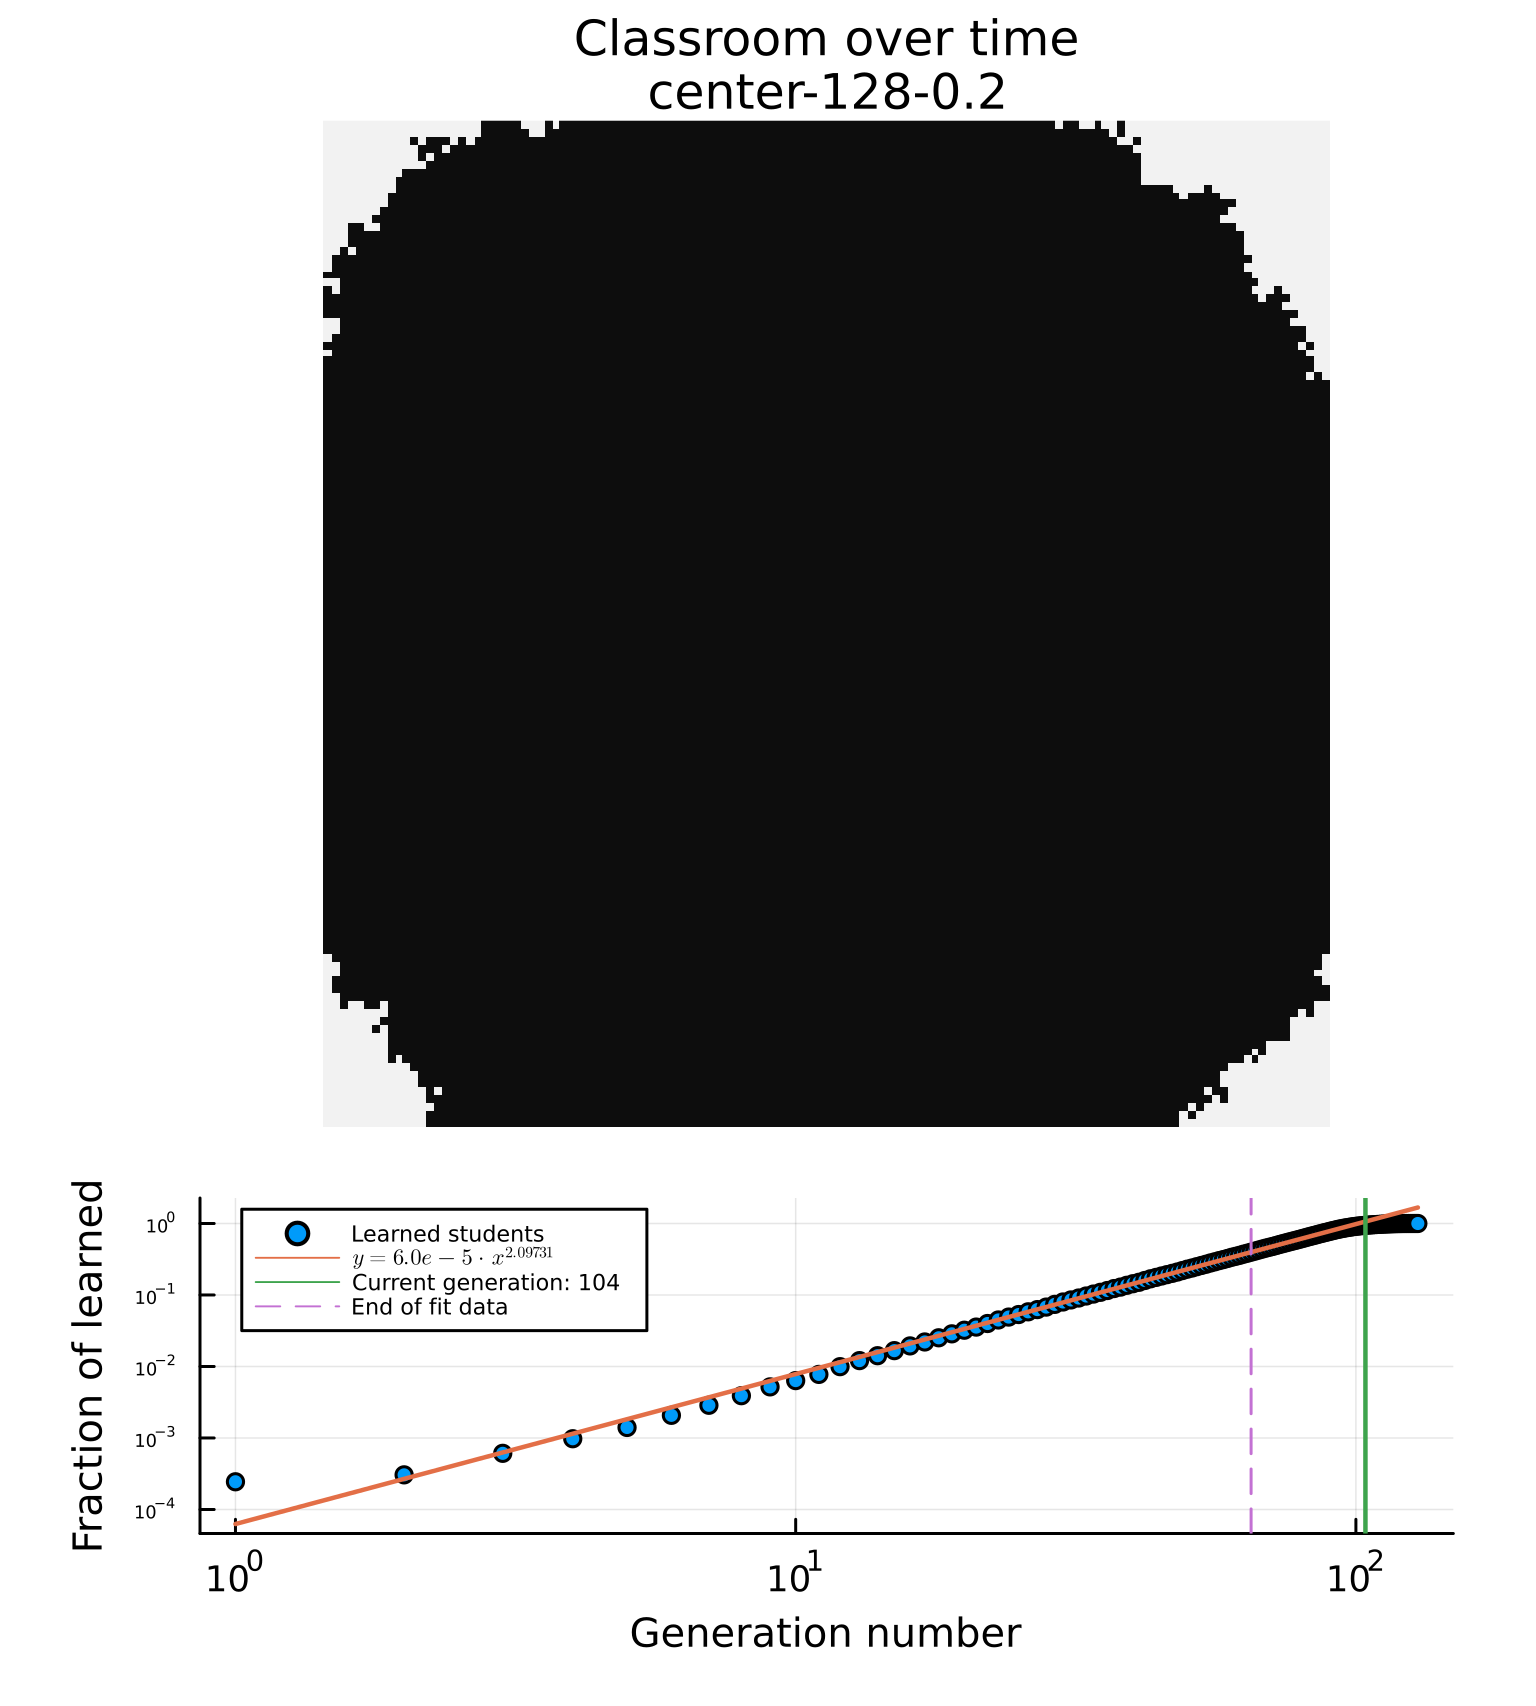 Classroom over time
center-128-0.2
Fraction of learned
10^0
10^-1
10^-2
10^-3
10^-4
Learned students
y = 6.0e − 5 · x^2.09731
Current generation: 104
End of fit data
10^0 10^1 10^2
Generation number